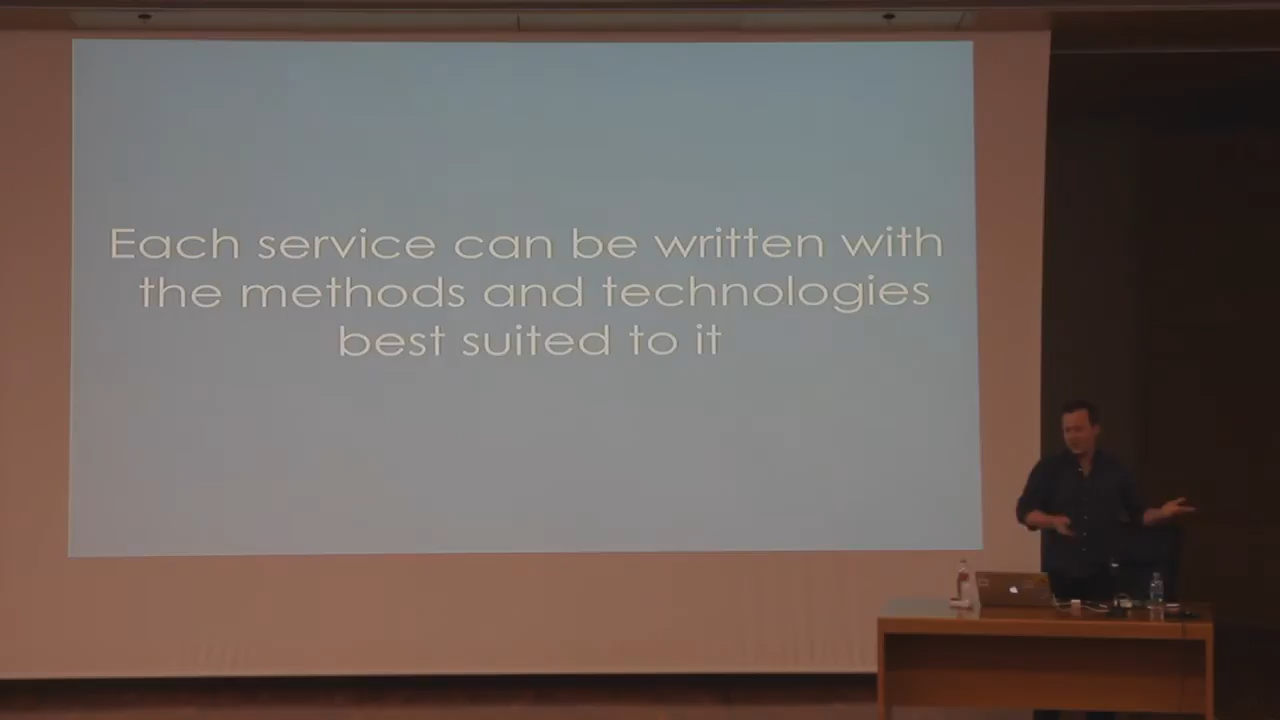 Each service can be written with
the methods and technologies
best suited to it